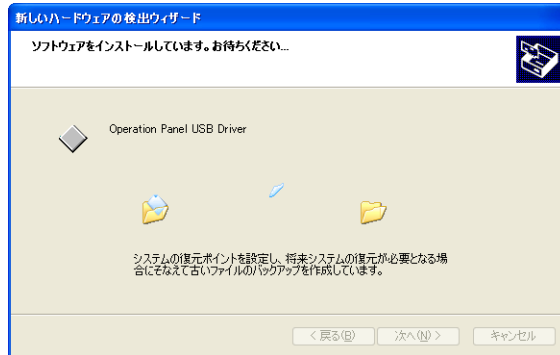 新しいハードウェアの検出ウィザード
ソフトウェアをインストールしています。お待ちください...
Operation Panel USB Driver
システムの復元ポイントを設定し、将来システムの復元が必要となる場
合にそなえて古いファイルのバックアップを作成しています。
< 戻る(B)
次へ(N) >
キャンセル